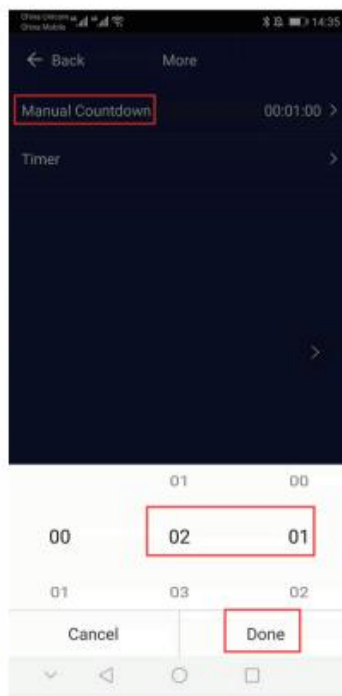 China Unicom
China Mobile
14:35
← Back More
Manual Countdown 00:01:00 >
Timer >
>
01 00
00 02 01
01 03 02
Cancel Done